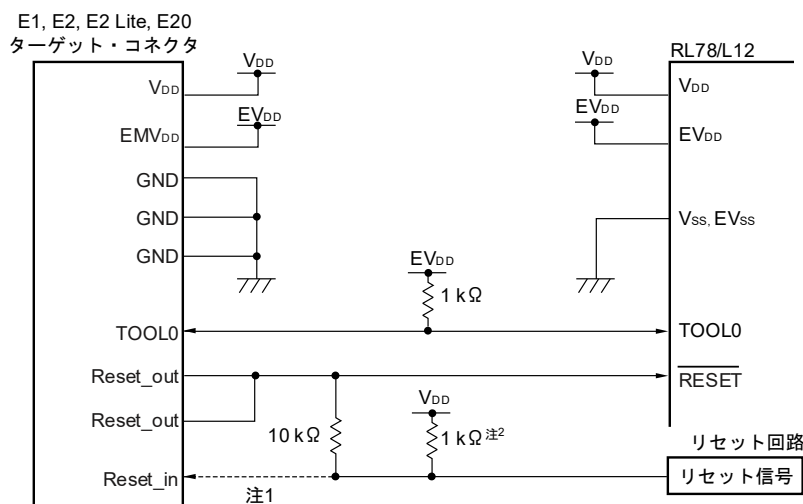 E1, E2, E2 Lite, E20
ターゲット・コネクタ
RL78/L12
VDD
VDD
VDD
VDD
EVDD
EVDD
EMVDD
EVDD
GND
GND
GND
VSS, EVSS
EVDD
1 kΩ
TOOL0
TOOL0
Reset_out
RESET
Reset_out
VDD
10 kΩ
1 kΩ 注2
リセット回路
Reset_in
注1
リセット信号